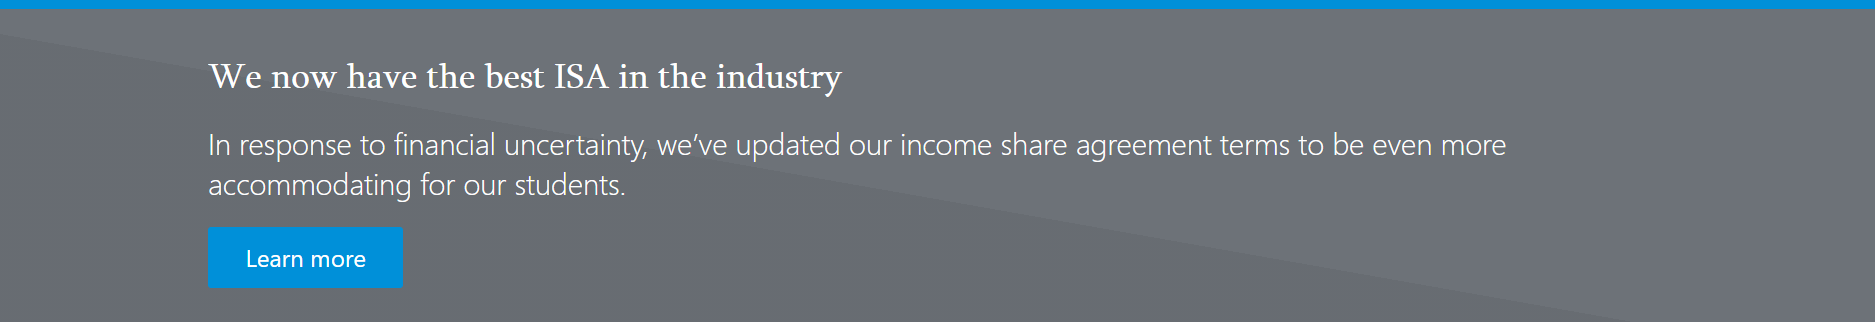 We now have the best ISA in the industry
In response to financial uncertainty, we’ve updated our income share agreement terms to be even more
accommodating for our students.
Learn more